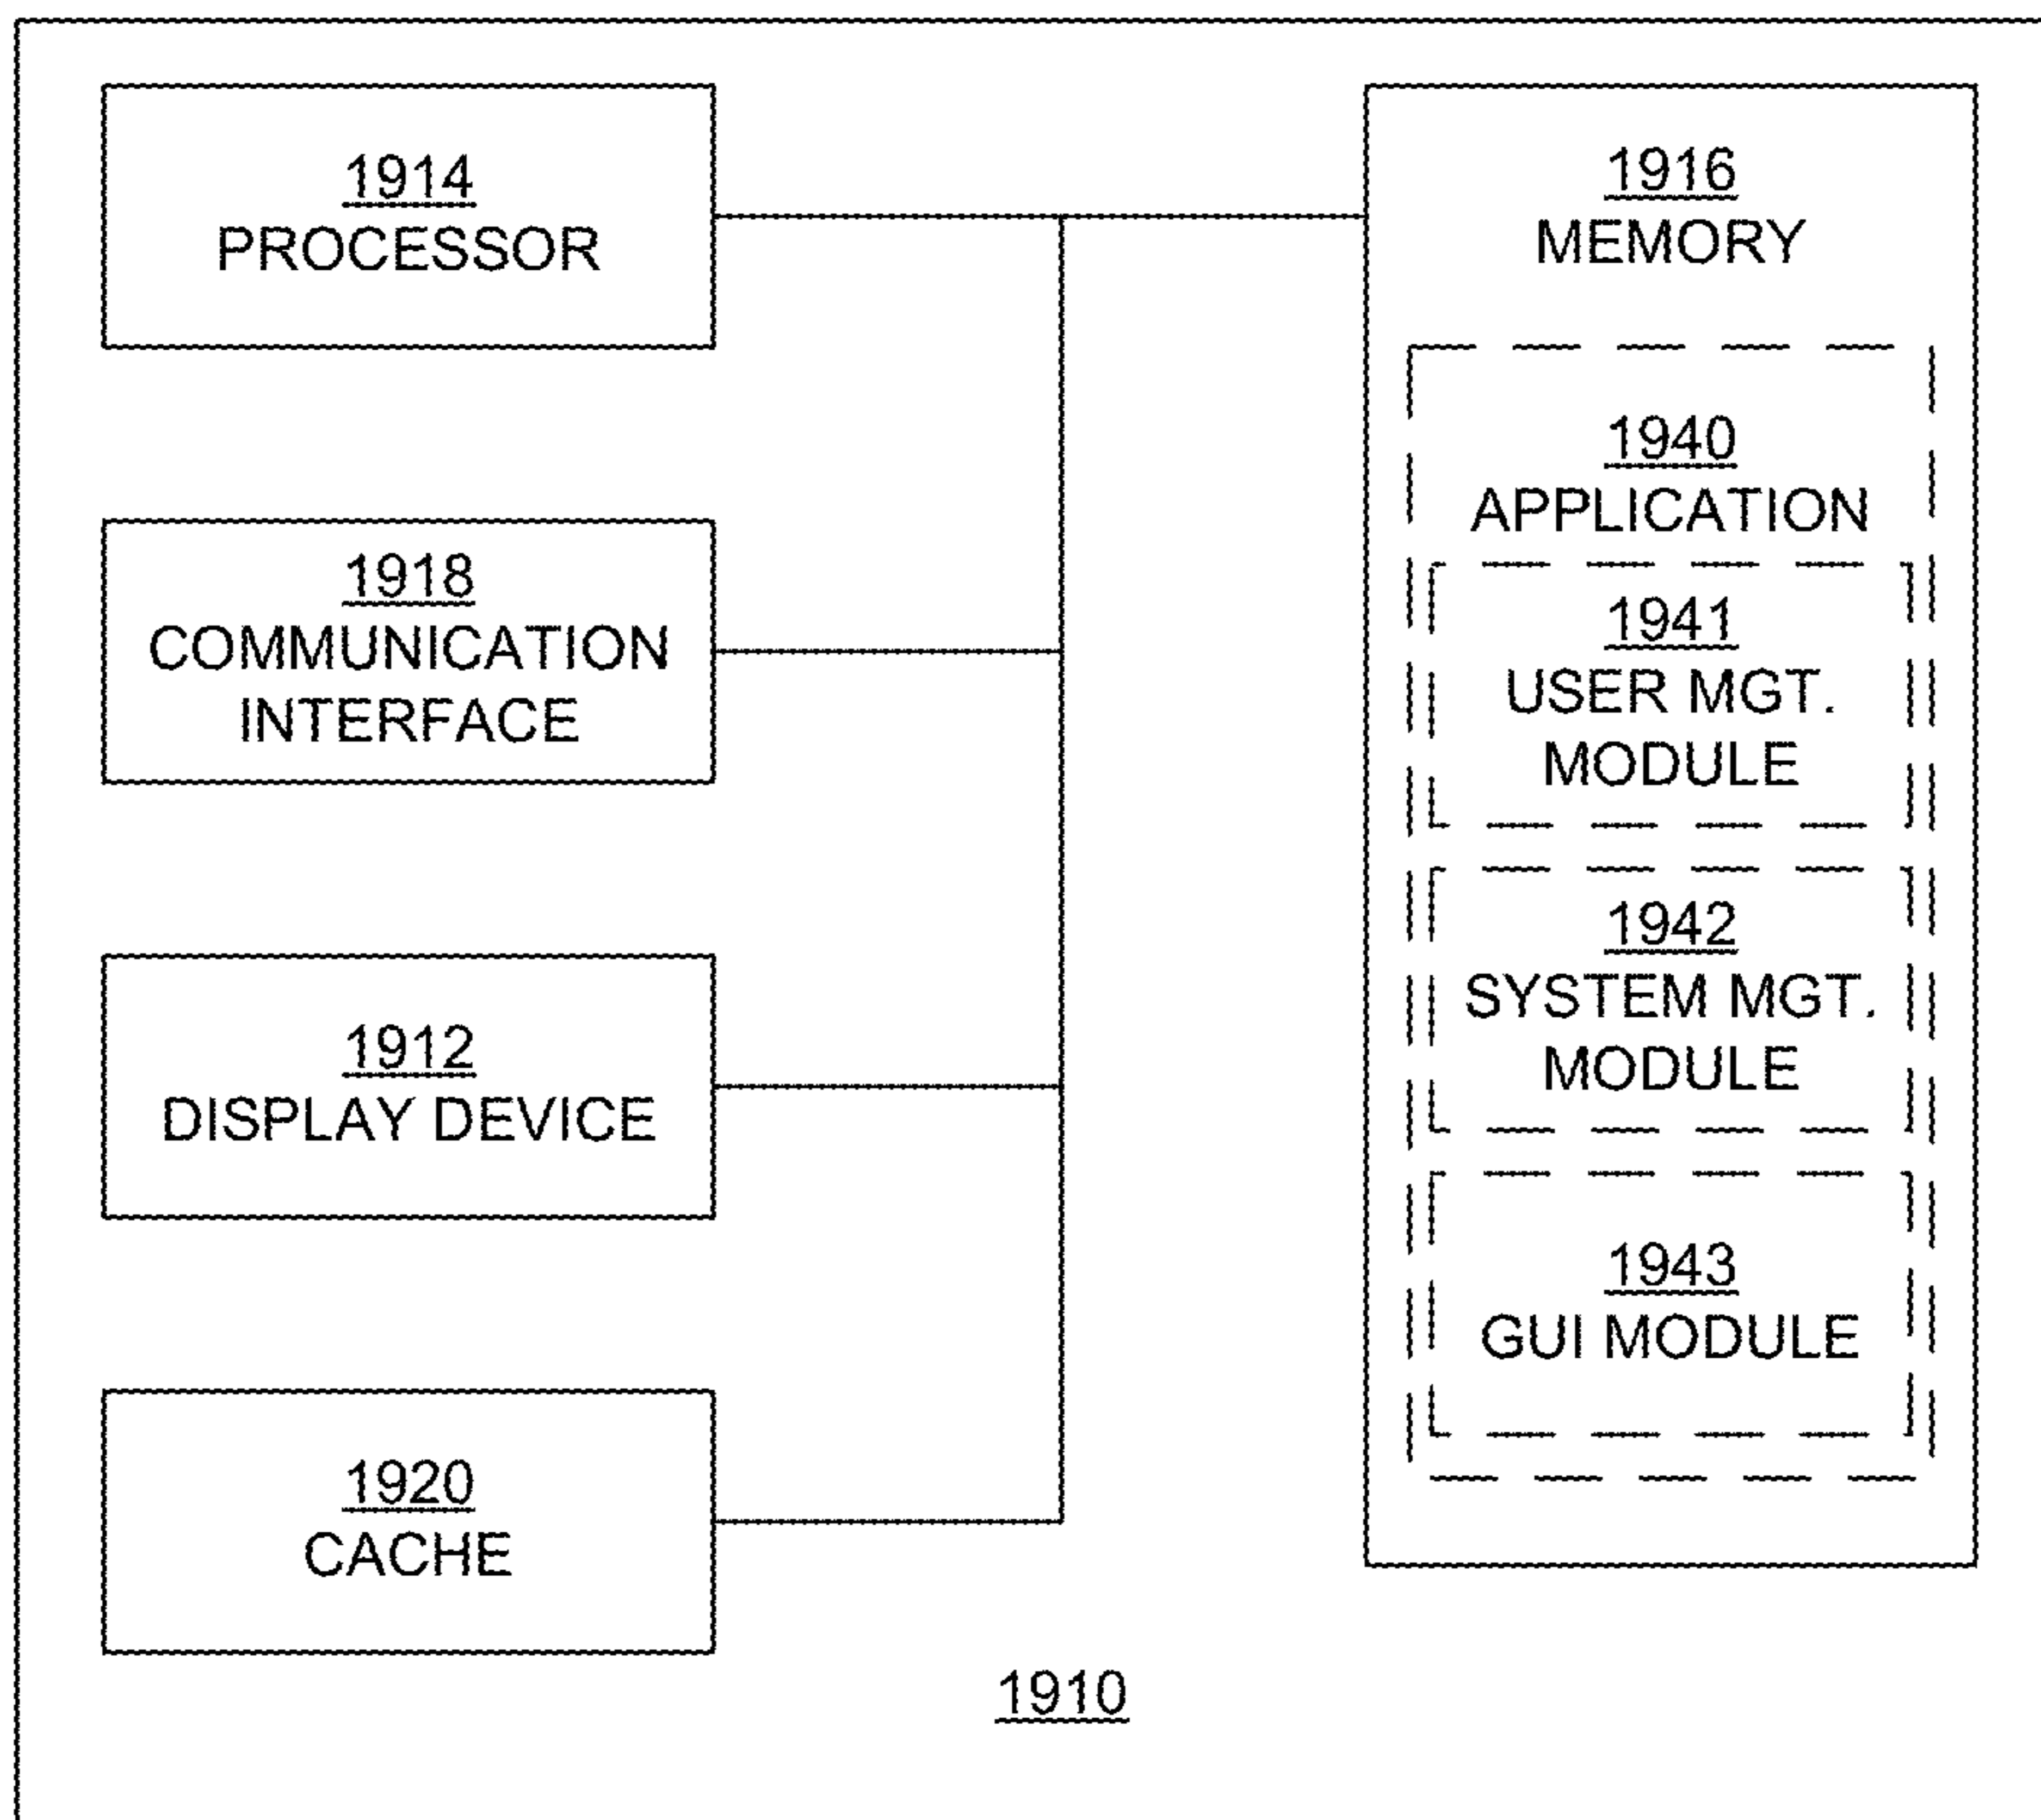 1914
PROCESSOR
1918
COMMUNICATION
INTERFACE
1912
DISPLAY DEVICE
1920
CACHE
1916
MEMORY
1940
APPLICATION
1941
USER MGT.
MODULE
1942
SYSTEM MGT.
MODULE
1943
GUI MODULE
1910